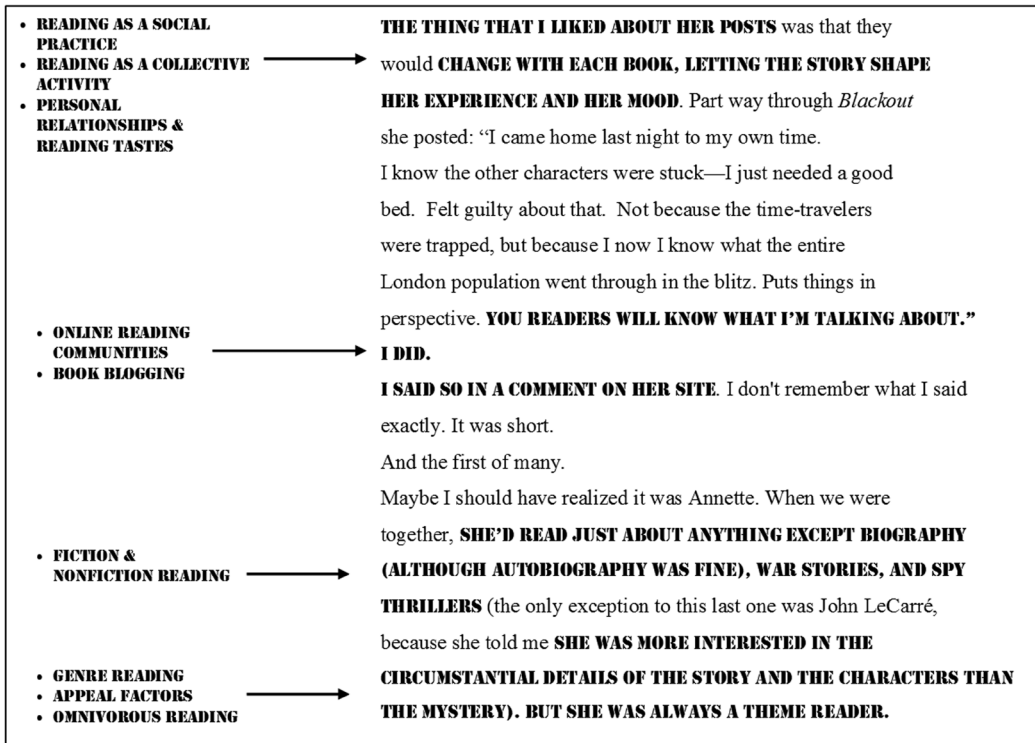 • READING AS A SOCIAL
PRACTICE
• READING AS A COLLECTIVE
ACTIVITY
• PERSONAL
RELATIONSHIPS &
READING TASTES
THE THING THAT I LIKED ABOUT HER POSTS was that they
would CHANGE WITH EACH BOOK, LETTING THE STORY SHAPE
HER EXPERIENCE AND HER MOOD. Part way through Blackout
she posted: “I came home last night to my own time.
I know the other characters were stuck—I just needed a good
bed. Felt guilty about that. Not because the time-travelers
were trapped, but because I now I know what the entire
London population went through in the blitz. Puts things in
perspective. YOU READERS WILL KNOW WHAT I’M TALKING ABOUT.”
• ONLINE READING
COMMUNITIES
• BOOK BLOGGING
I DID.
I SAID SO IN A COMMENT ON HER SITE. I don't remember what I said
exactly. It was short.
And the first of many.
Maybe I should have realized it was Annette. When we were
together, SHE’D READ JUST ABOUT ANYTHING EXCEPT BIOGRAPHY
• FICTION &
NONFICTION READING
(ALTHOUGH AUTOBIOGRAPHY WAS FINE), WAR STORIES, AND SPY
THRILLERS (the only exception to this last one was John LeCarré,
because she told me SHE WAS MORE INTERESTED IN THE
• GENRE READING
• APPEAL FACTORS
• OMNIVOROUS READING
CIRCUMSTANTIAL DETAILS OF THE STORY AND THE CHARACTERS THAN
THE MYSTERY). BUT SHE WAS ALWAYS A THEME READER.